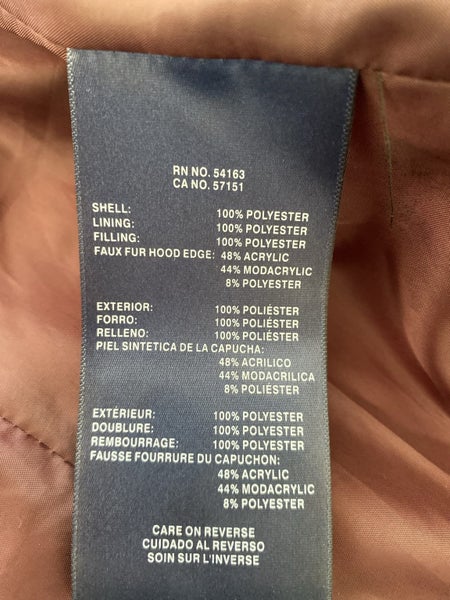 RN NO. 54163
CA NO. 57151
SHELL: 100% POLYESTER
LINING: 100% POLYESTER
FILLING: 100% POLYESTER
FAUX FUR HOOD EDGE: 48% ACRYLIC
44% MODACRYLIC
8% POLYESTER
EXTERIOR: 100% POLIÉSTER
FORRO: 100% POLIÉSTER
RELLENO: 100% POLIÉSTER
PIEL SINTETICA DE LA CAPUCHA:
48% ACRILICO
44% MODACRILICA
8% POLIÉSTER
EXTÉRIEUR: 100% POLYESTER
DOUBLURE: 100% POLYESTER
REMBOURRAGE: 100% POLYESTER
FAUSSE FOURRURE DU CAPUCHON:
48% ACRYLIC
44% MODACRYLIC
8% POLYESTER
CARE ON REVERSE
CUIDADO AL REVERSO
SOIN SUR L'INVERSE